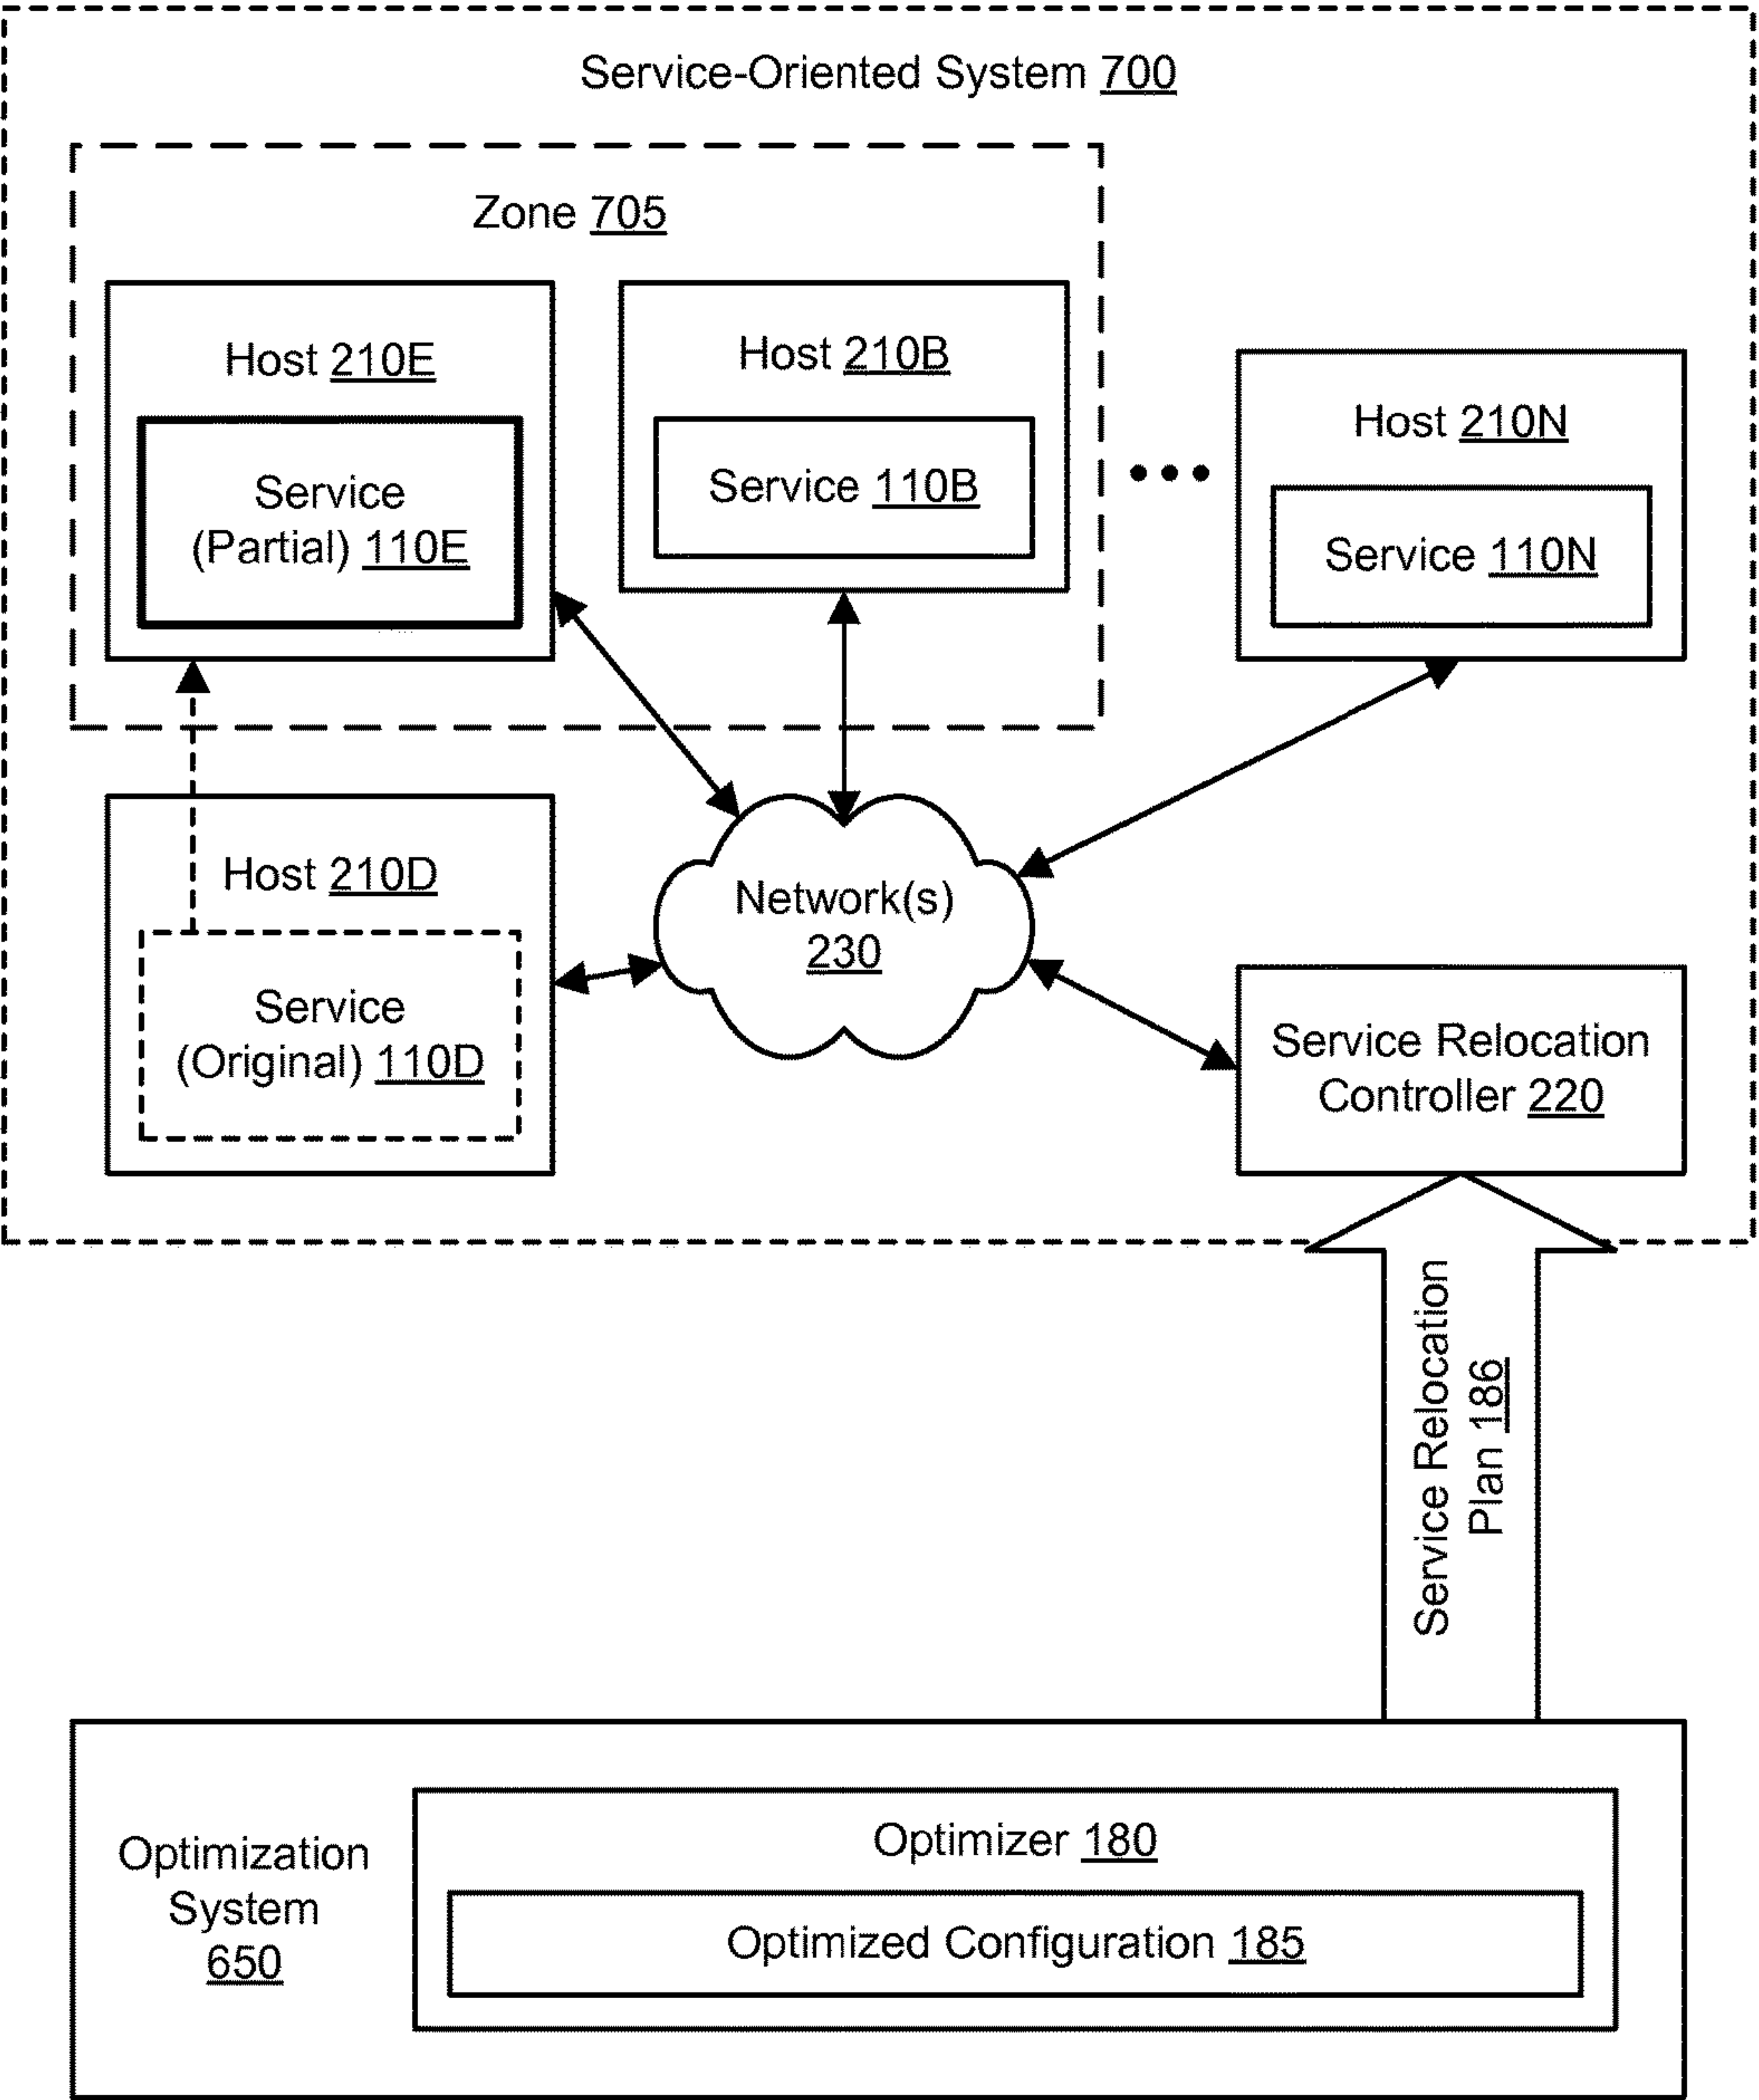 Service-Oriented System 700
Zone 705
Host 210E
Service
(Partial) 110E
Host 210B
Service 110B
Host 210N
Service 110N
Host 210D
Service
(Original) 110D
Network(s)
230
Service Relocation
Controller 220
Service Relocation
Plan 186
Optimization
System
650
Optimizer 180
Optimized Configuration 185